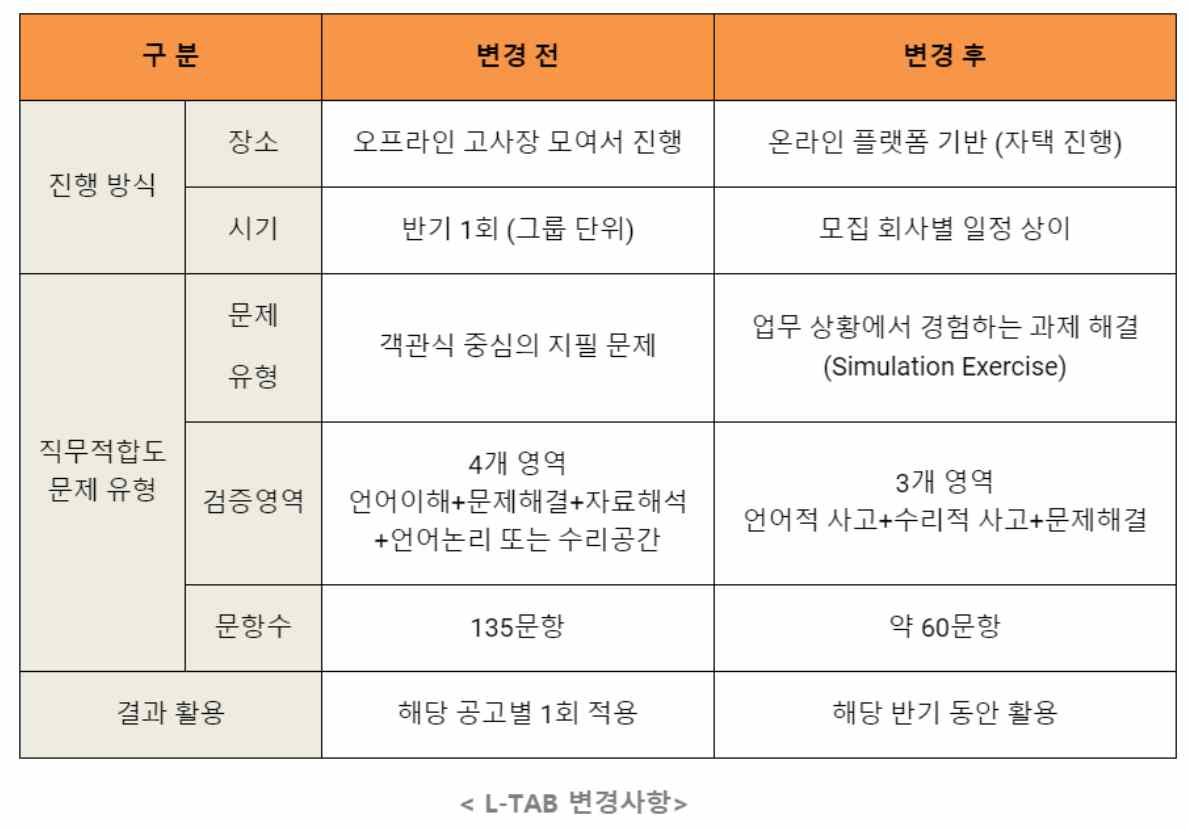 구 분 변경 전 변경 후
진행 방식 장소 오프라인 고사장 모여서 진행 온라인 플랫폼 기반 (자택 진행)
시기 반기 1회 (그룹 단위) 모집 회사별 일정 상이
직무적합도
문제 유형
문제
유형
객관식 중심의 지필 문제
업무 상황에서 경험하는 과제 해결
(Simulation Exercise)
검증영역
4개 영역
언어이해+문제해결+자료해석
+언어논리 또는 수리공간
3개 영역
언어적 사고+수리적 사고+문제해결
문항수 135문항 약 60문항
결과 활용 해당 공고별 1회 적용 해당 반기 동안 활용
< L-TAB 변경사항>